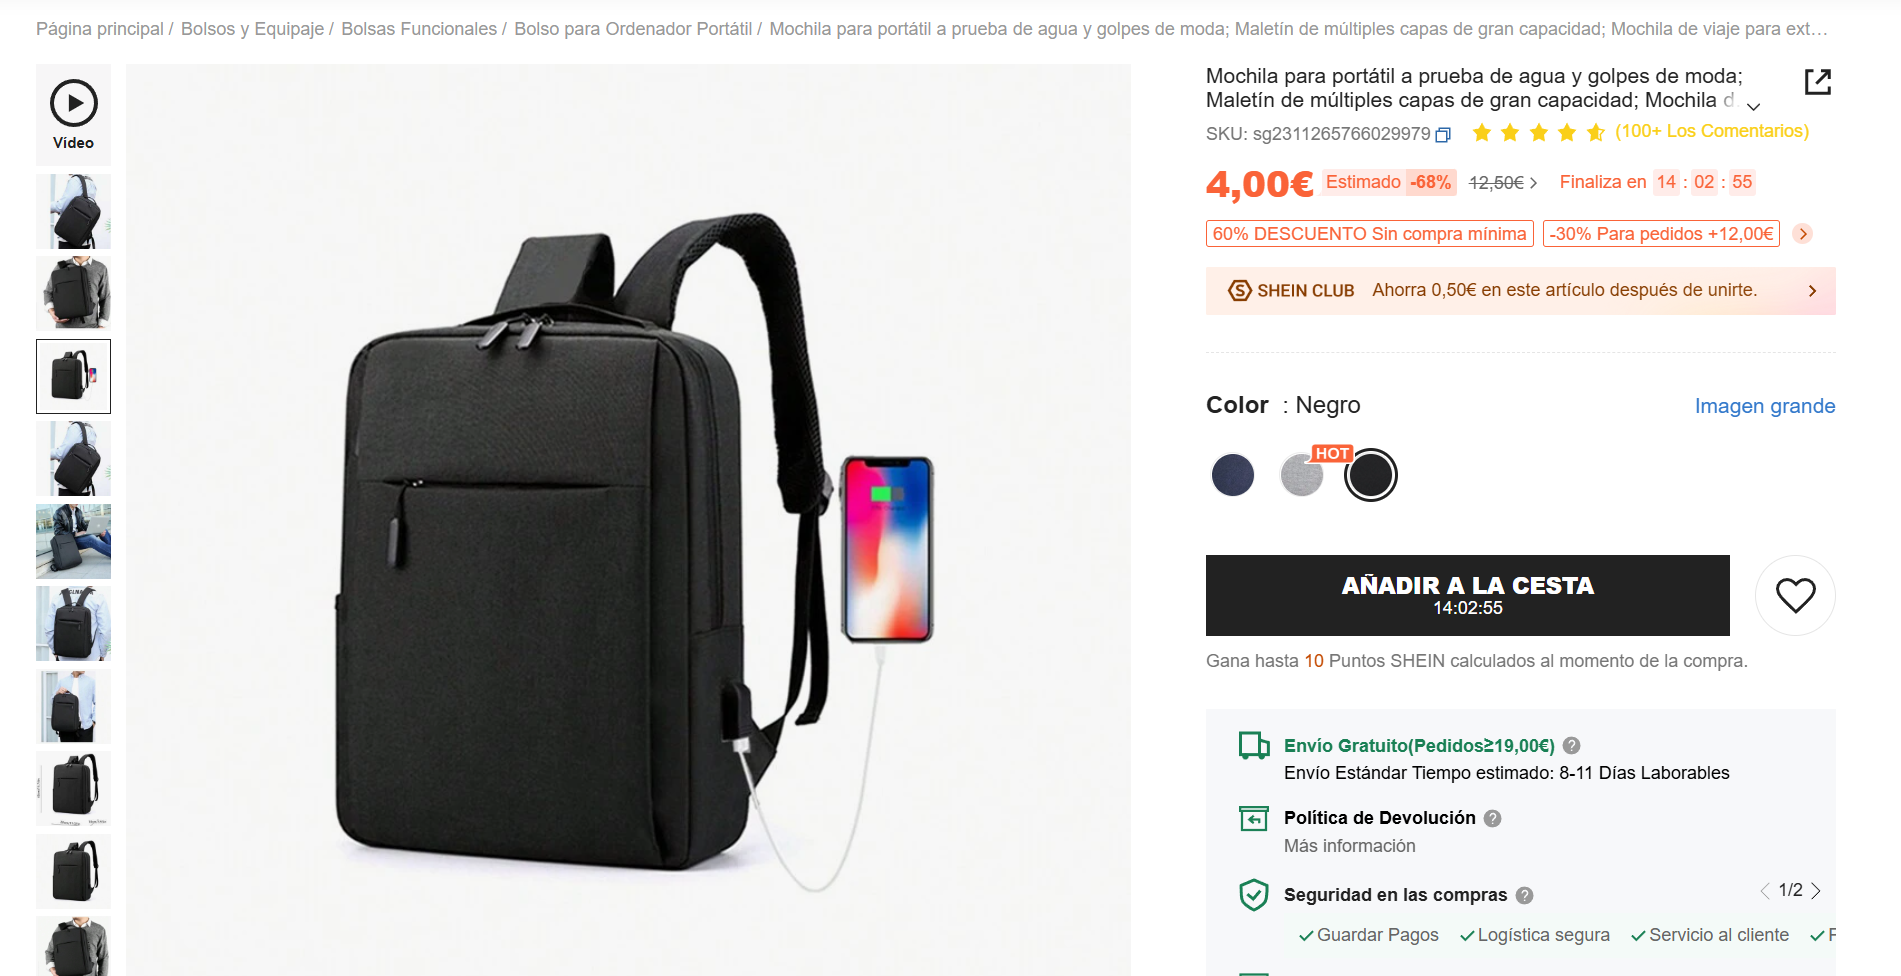 Página principal / Bolsos y Equipaje / Bolsas Funcionales / Bolso para Ordenador Portátil / Mochila para portátil a prueba de agua y golpes de moda; Maletín de múltiples capas de gran capacidad; Mochila de viaje para ext…
Vídeo
Mochila para portátil a prueba de agua y golpes de moda;
Maletín de múltiples capas de gran capacidad; Mochila d.
SKU: sg2311265766029979 (100+ Los Comentarios)
4,00€ Estimado -68% 12,50€ Finaliza en 14 : 02 : 55
60% DESCUENTO Sin compra mínima -30% Para pedidos +12,00€
SHEIN CLUB Ahorra 0,50€ en este artículo después de unirte.
Color : Negro Imagen grande
HOT
AÑADIR A LA CESTA
14:02:55
Gana hasta 10 Puntos SHEIN calculados al momento de la compra.
Envío Gratuito(Pedidos≥19,00€) ?
Envío Estándar Tiempo estimado: 8-11 Días Laborables
Política de Devolución ?
Más información
Seguridad en las compras ? 1/2
Guardar Pagos Logística segura Servicio al cliente